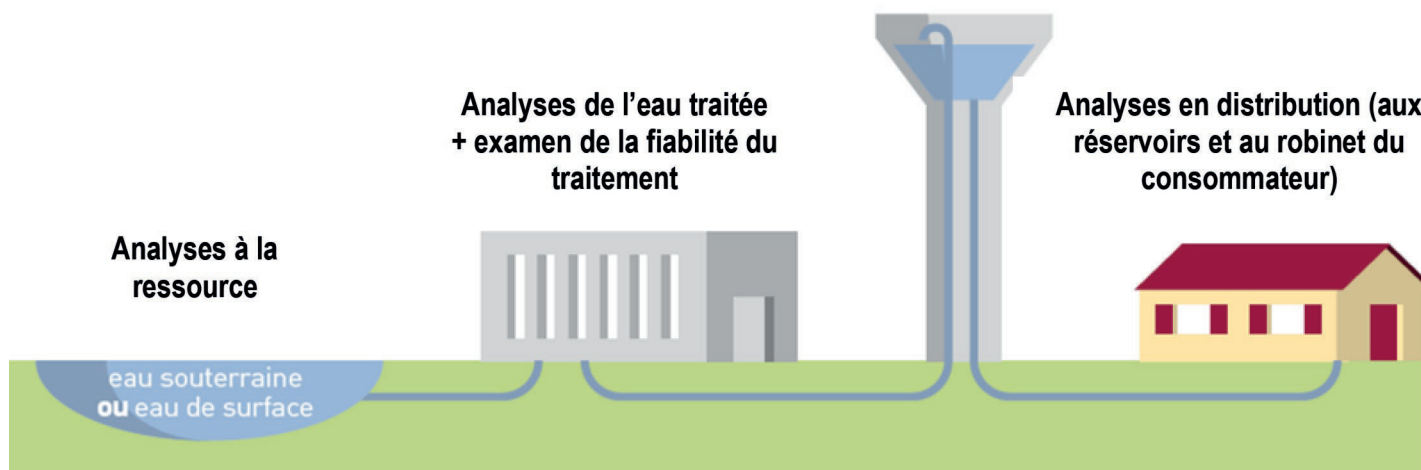 Analyses de l’eau traitée
+ examen de la fiabilité du
traitement
Analyses en distribution (aux
réservoirs et au robinet du
consommateur)
Analyses à la
ressource
eau souterraine
ou eau de surface